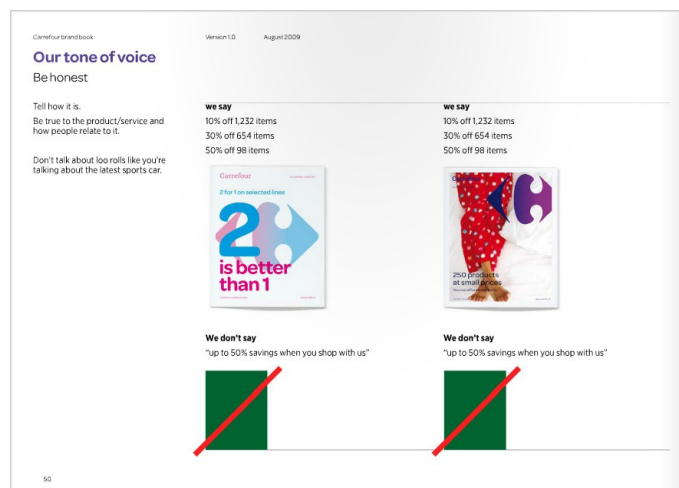 Carrefour brand book
Version 1.0
August 2009
Our tone of voice
Be honest
Tell how it is.
Be true to the product/service and
how people relate to it.
Don't talk about loo rolls like you're
talking about the latest sports car.
we say
10% off 1,232 items
30% off 654 items
50% off 98 items
Carrefour
2 for 1 on selected lines
2
is better
than 1
We don't say
“up to 50% savings when you shop with us”
we say
10% off 1,232 items
30% off 654 items
50% off 98 items
250 products
at small prices
We don't say
“up to 50% savings when you shop with us”
50